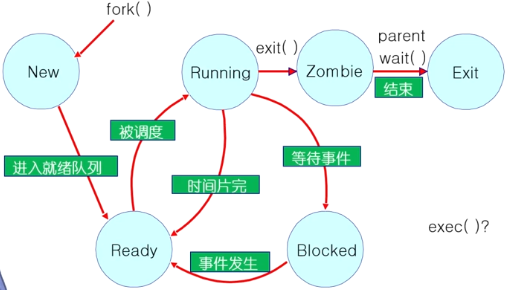 fork( )
parent
exit( )
wait( )
New
Running
Zombie
Exit
结束
被调度
等待事件
进入就绪队列
时间片完
exec( )?
Ready
Blocked
事件发生